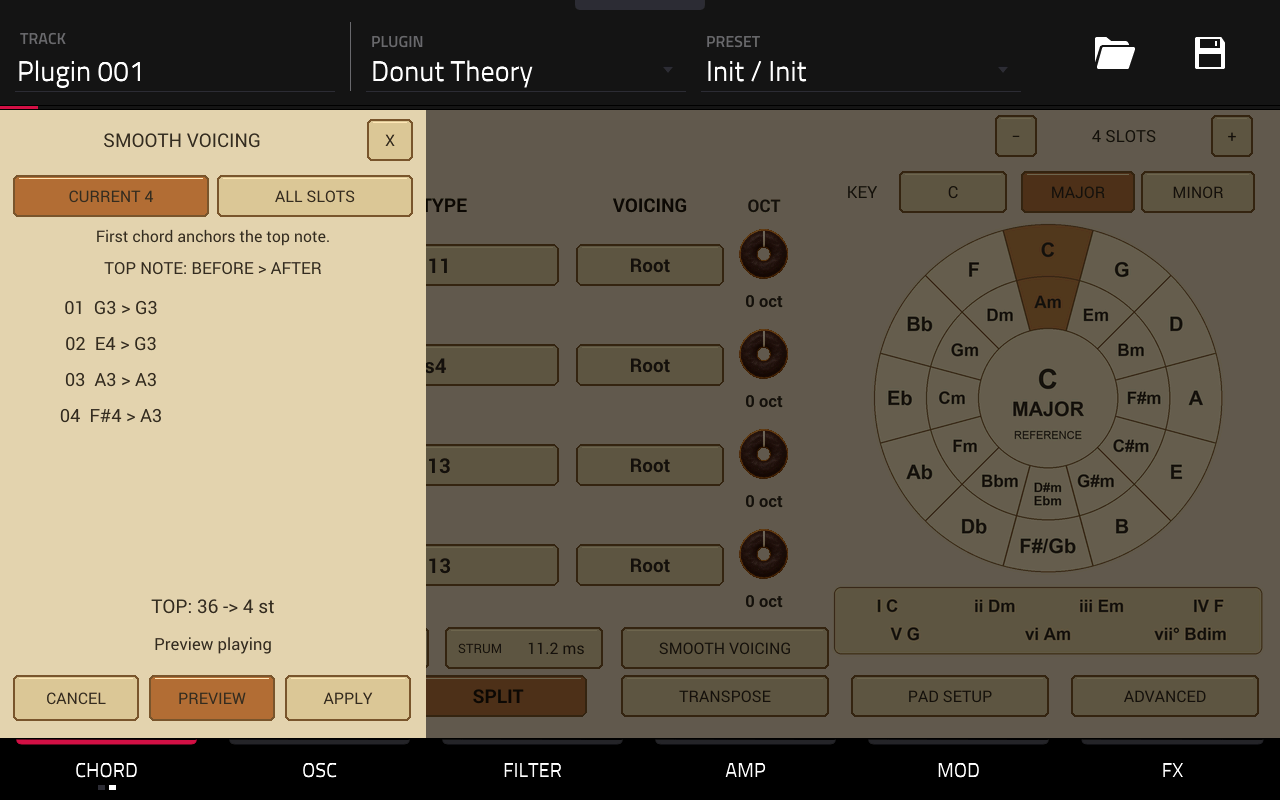 TRACK
Plugin 001
PLUGIN
Donut Theory
PRESET
Init / Init
SMOOTH VOICING
X
CURRENT 4
ALL SLOTS
First chord anchors the top note.
TOP NOTE: BEFORE > AFTER
01 G3 > G3
02 E4 > G3
03 A3 > A3
04 F#4 > A3
TOP: 36 -> 4 st
Preview playing
CANCEL
PREVIEW
APPLY
TYPE
VOICING
OCT
11
Root
0 oct
s4
Root
0 oct
13
Root
0 oct
13
Root
0 oct
STRUM 11.2 ms
SMOOTH VOICING
SPLIT
TRANSPOSE
PAD SETUP
ADVANCED
−
4 SLOTS
+
KEY
C
MAJOR
MINOR
C
G
D
A
E
B
F#/Gb
Db
Ab
Eb
Bb
F
Am
Em
Bm
F#m
C#m
G#m
D#m
Ebm
Bbm
Fm
Cm
Gm
Dm
C
MAJOR
REFERENCE
I C ii Dm iii Em IV F
V G vi Am vii° Bdim
CHORD
OSC
FILTER
AMP
MOD
FX